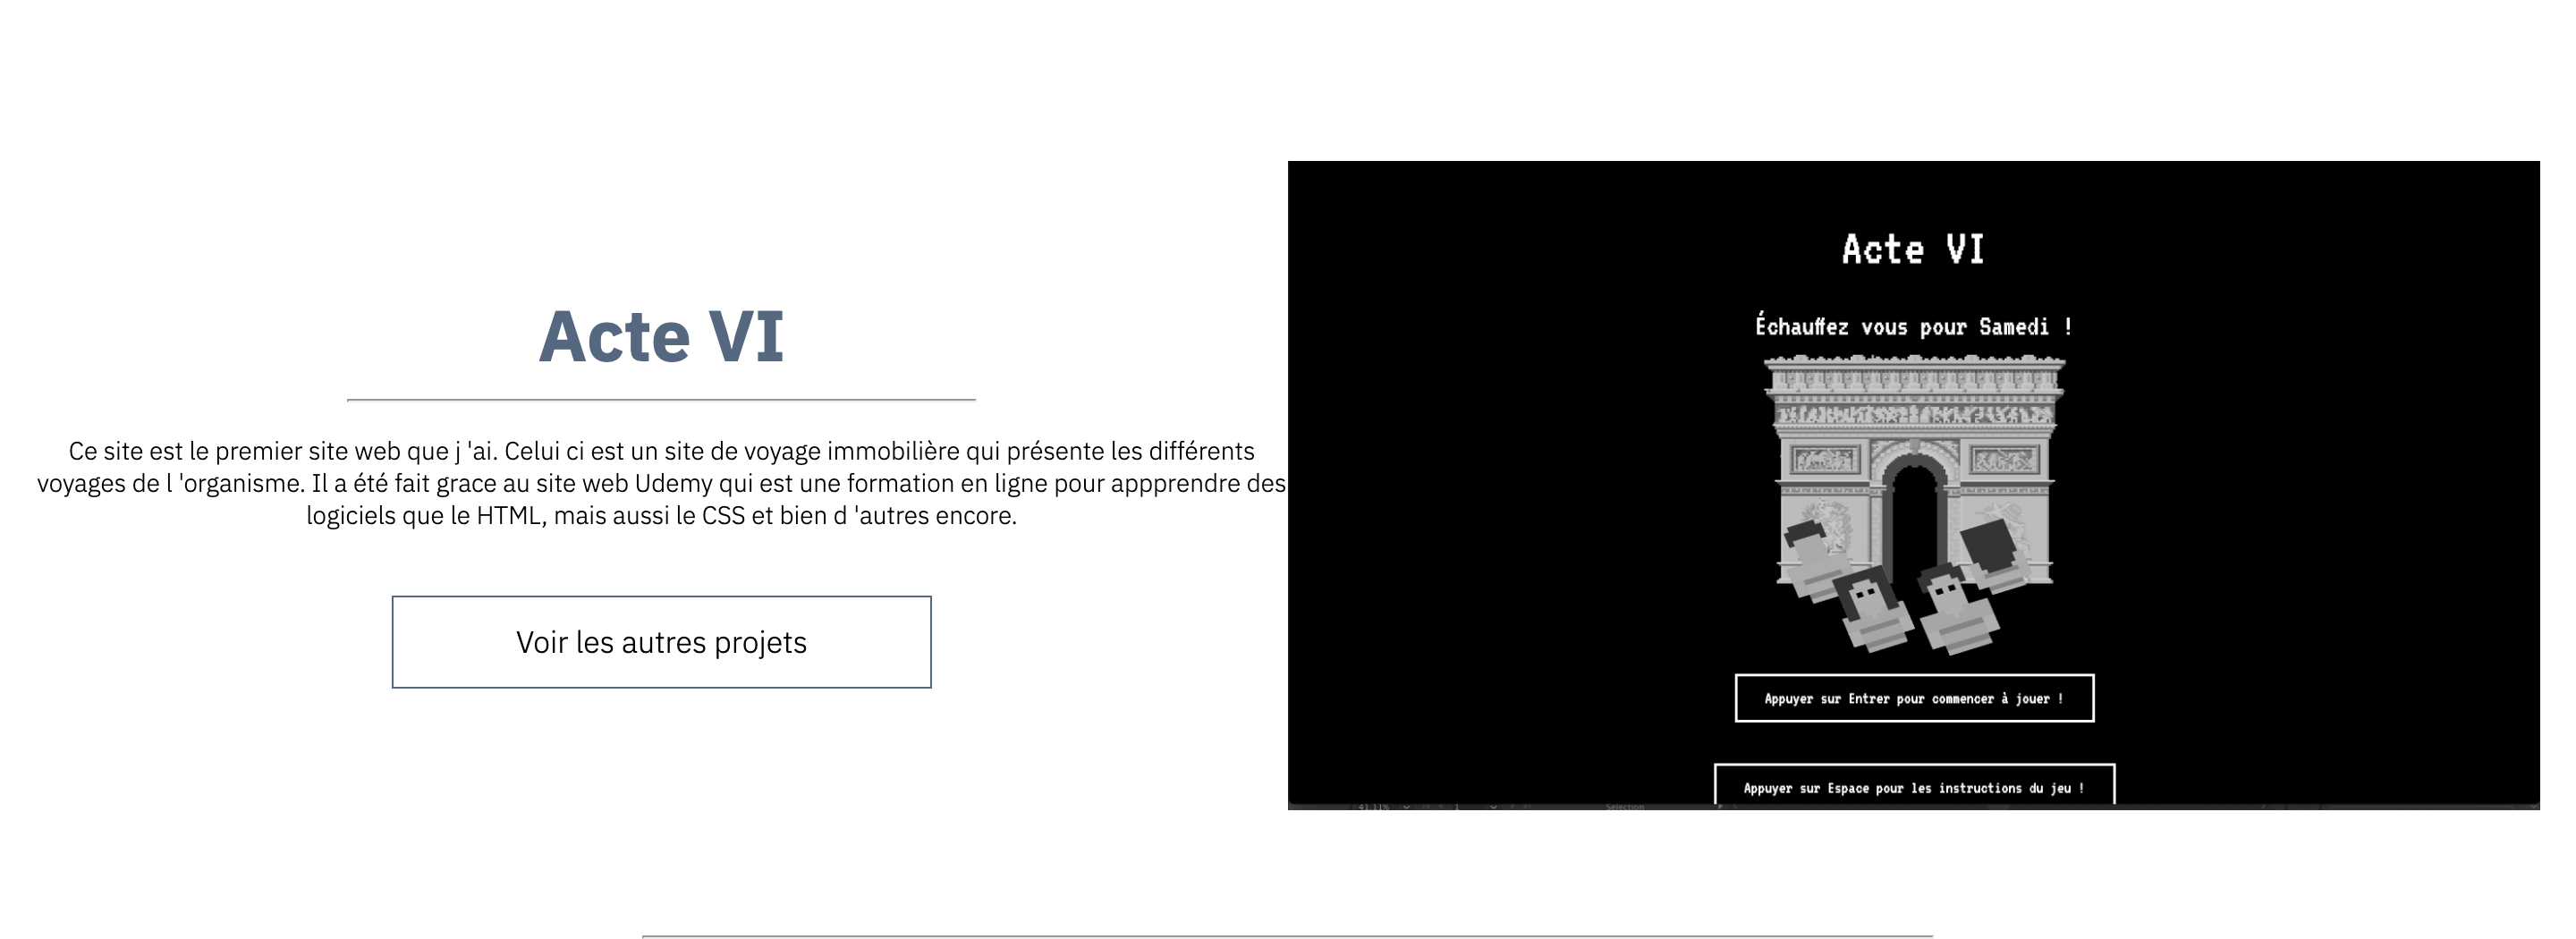 Acte VI
Ce site est le premier site web que j 'ai. Celui ci est un site de voyage immobilière qui présente les différents
voyages de l 'organisme. Il a été fait grace au site web Udemy qui est une formation en ligne pour appprendre des
logiciels que le HTML, mais aussi le CSS et bien d 'autres encore.
Voir les autres projets
Acte VI
Échauffez vous pour Samedi !
Appuyer sur Entrer pour commencer à jouer !
Appuyer sur Espace pour les instructions du jeu !
41.11% 1 Sélection